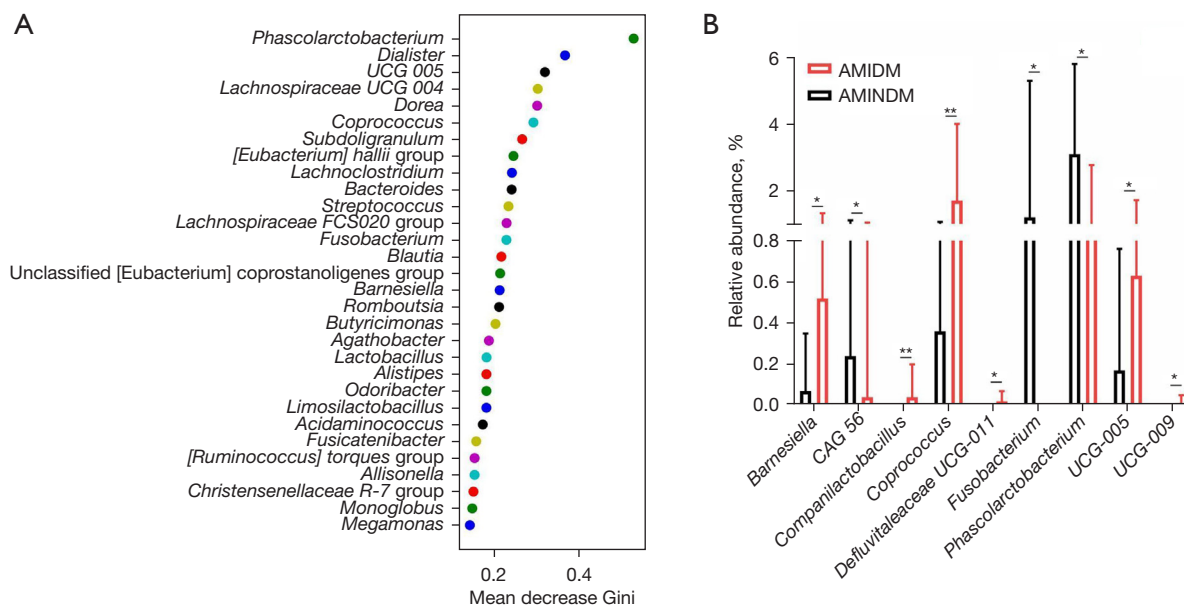 A
Phascolarctobacterium
Dialister
UCG 005
Lachnospiraceae UCG 004
Dorea
Coprococcus
Subdoligranulum
[Eubacterium] hallii group
Lachnoclostridium
Bacteroides
Streptococcus
Lachnospiraceae FCS020 group
Fusobacterium
Blautia
Unclassified [Eubacterium] coprostanoligenes group
Barnesiella
Romboutsia
Butyricimonas
Agathobacter
Lactobacillus
Alistipes
Odoribacter
Limosilactobacillus
Acidaminococcus
Fusicatenibacter
[Ruminococcus] torques group
Allisonella
Christensenellaceae R-7 group
Monoglobus
Megamonas
0.2 0.4
Mean decrease Gini
B
AMIDM
AMINDM
Relative abundance, %
6
4
2
0.8
0.6
0.4
0.2
0.0
* * ** ** * * * * *
Barnesiella
CAG 56
Companilactobacillus
Coprococcus
Defluvitaleaceae UCG-011
Fusobacterium
Phascolarctobacterium
UCG-005
UCG-009